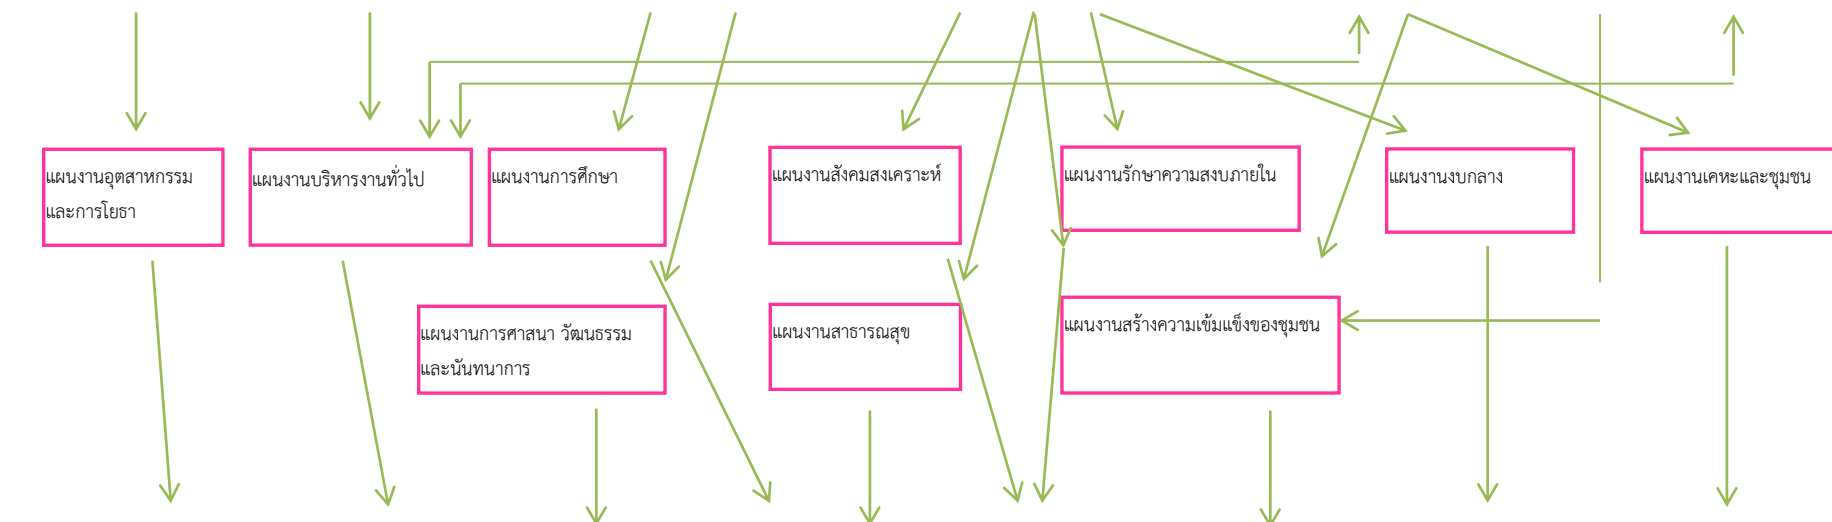 แผนงานอุตสาหกรรม
และการโยธา
แผนงานบริหารงานทั่วไป
แผนงานการศึกษา
แผนงานสังคมสงเคราะห์
แผนงานรักษาความสงบภายใน
แผนงานงบกลาง
แผนงานเคหะและชุมชน
แผนงานการศาสนา วัฒนธรรม
และนันทนาการ
แผนงานสาธารณสุข
แผนงานสร้างความเข้มแข็งของชุมชน